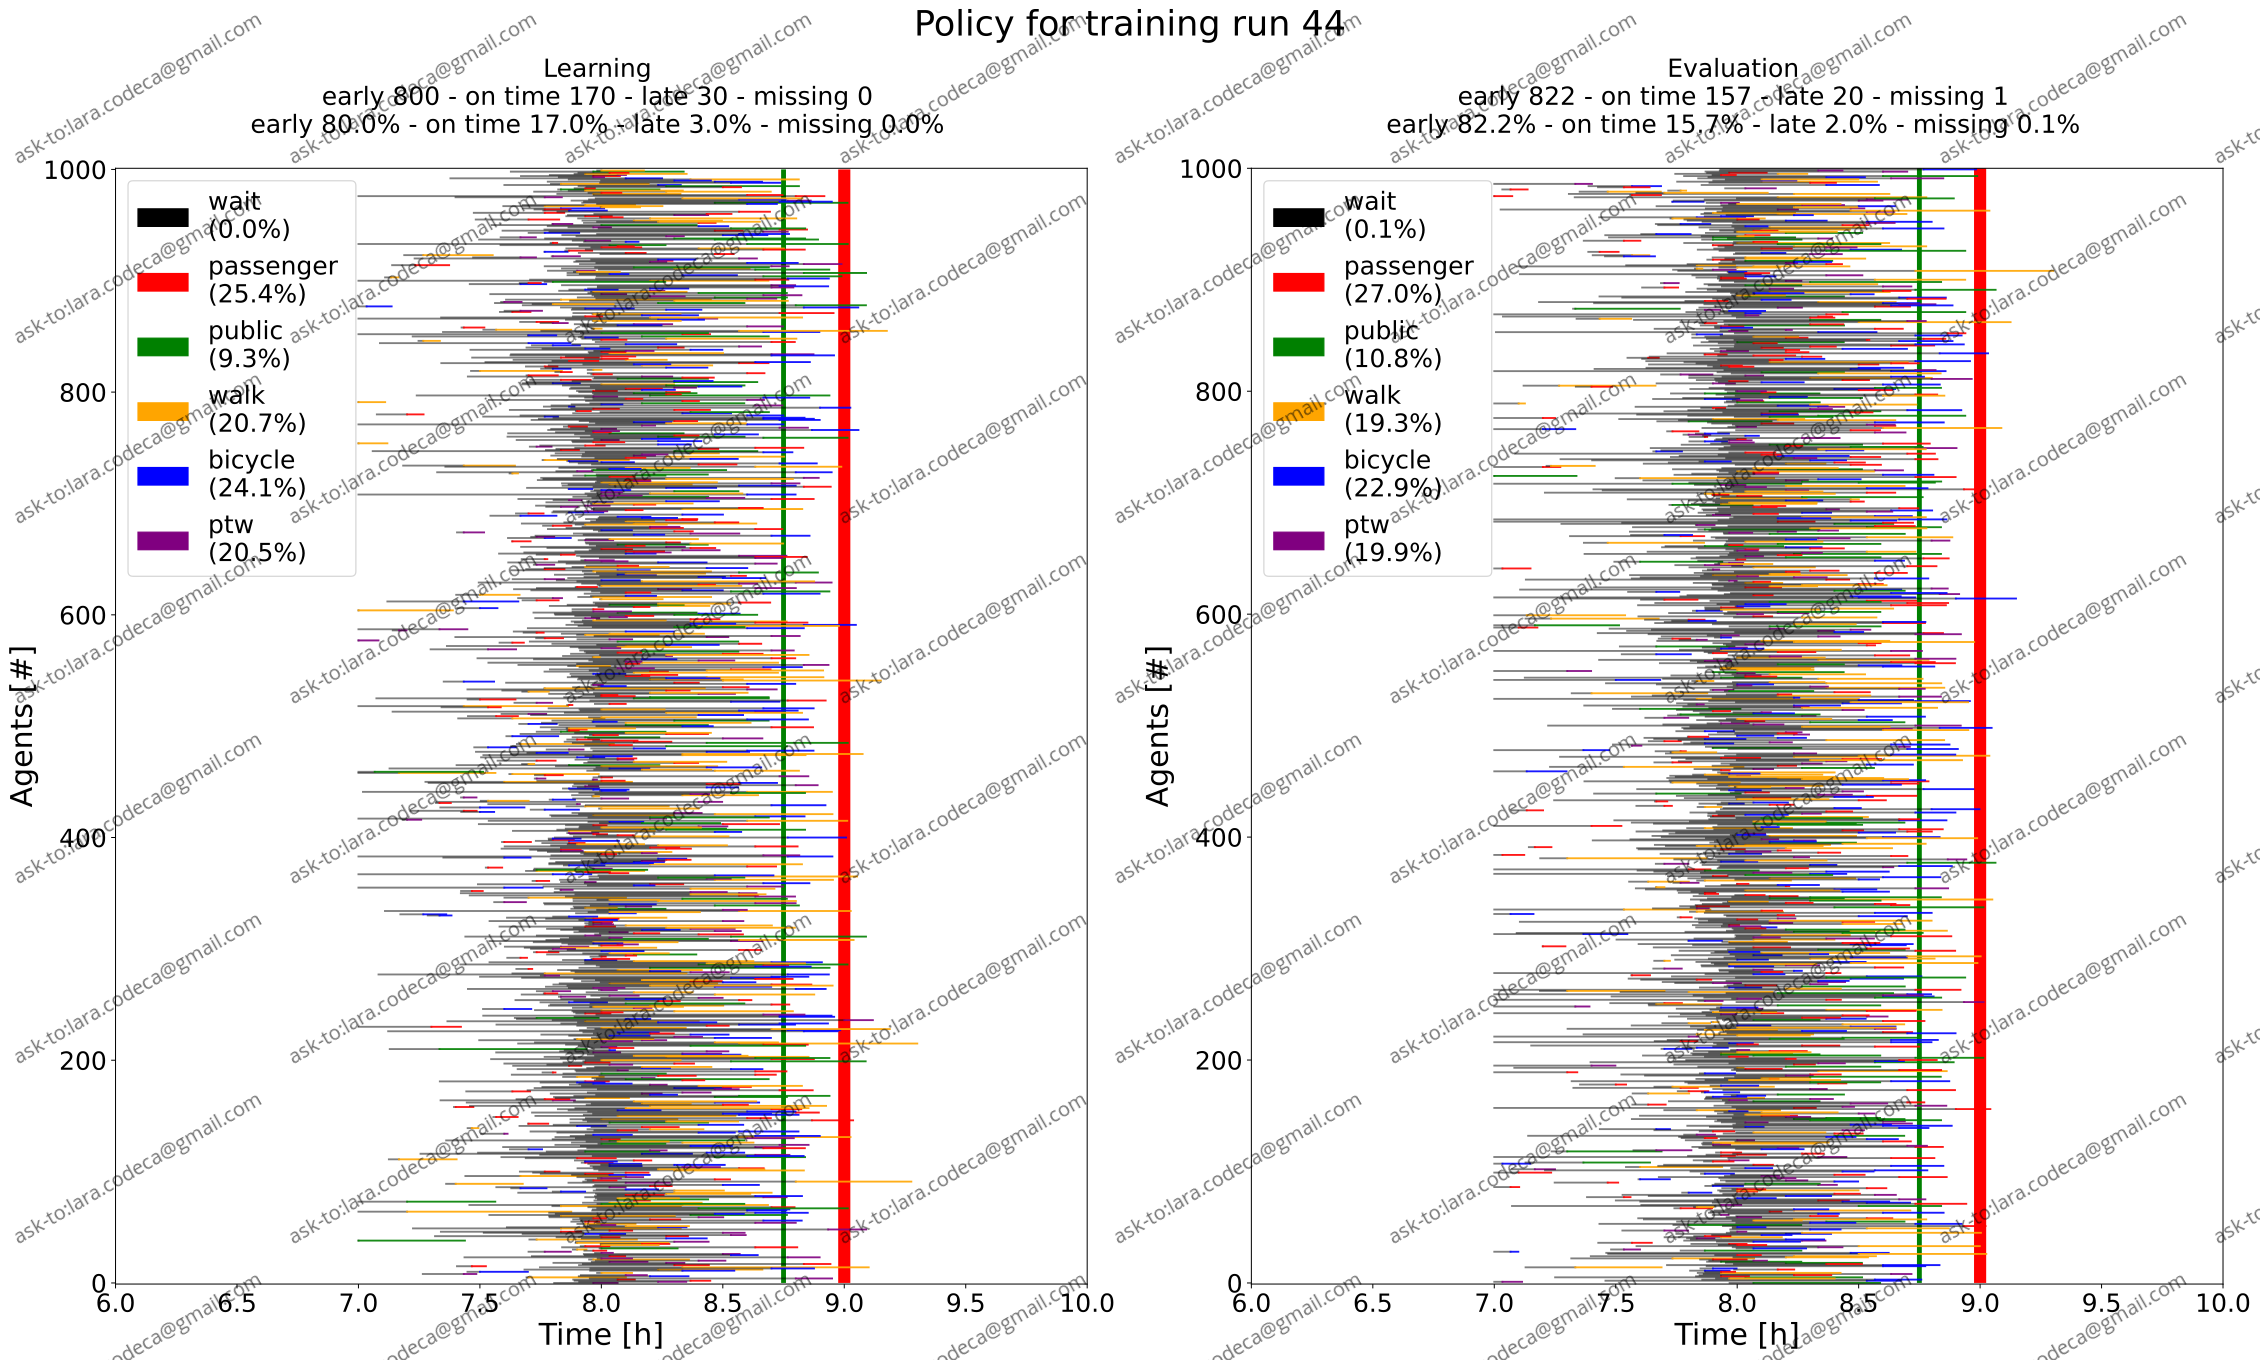 Policy for training run 44
Learning
early 800 - on time 170 - late 30 - missing 0
early 80.0% - on time 17.0% - late 3.0% - missing 0.0%
1000
800
600
400
200
0
Agents [#]
wait
(0.0%)
passenger
(25.4%)
public
(9.3%)
walk
(20.7%)
bicycle
(24.1%)
ptw
(20.5%)
6.0 6.5 7.0 7.5 8.0 8.5 9.0 9.5 10.0
Time [h]
Evaluation
early 822 - on time 157 - late 20 - missing 1
early 82.2% - on time 15.7% - late 2.0% - missing 0.1%
1000
800
600
400
200
0
Agents [#]
wait
(0.1%)
passenger
(27.0%)
public
(10.8%)
walk
(19.3%)
bicycle
(22.9%)
ptw
(19.9%)
6.0 6.5 7.0 7.5 8.0 8.5 9.0 9.5 10.0
Time [h]
ask-to:lara.codeca@gmail.com